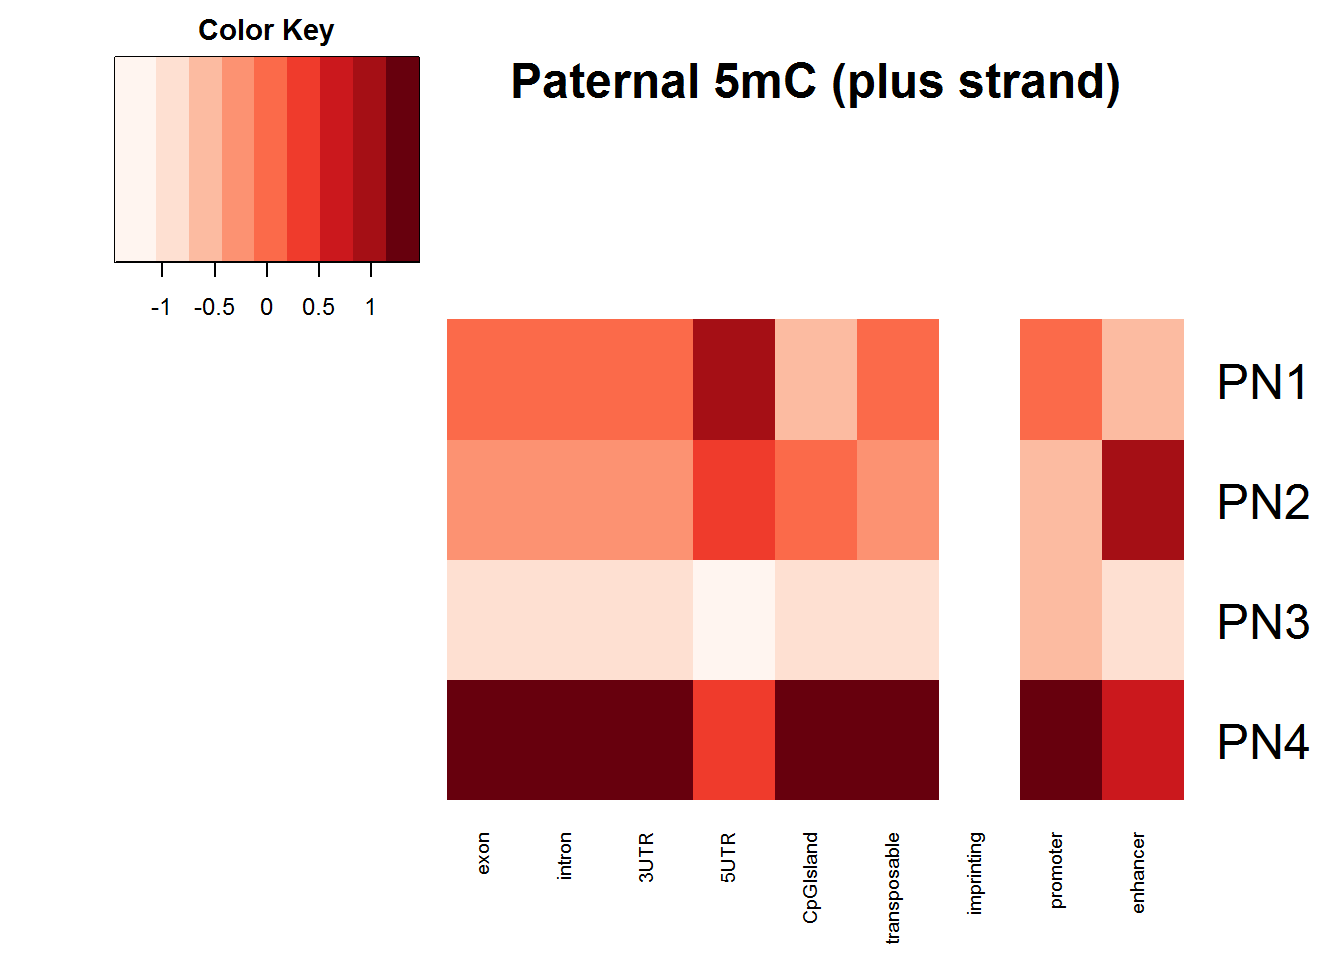 Color Key
Paternal 5mC (plus strand)
-1 -0.5 0 0.5 1
PN1
PN2
PN3
PN4
exon
intron
3UTR
5UTR
CpGIsland
transposable
imprinting
promoter
enhancer